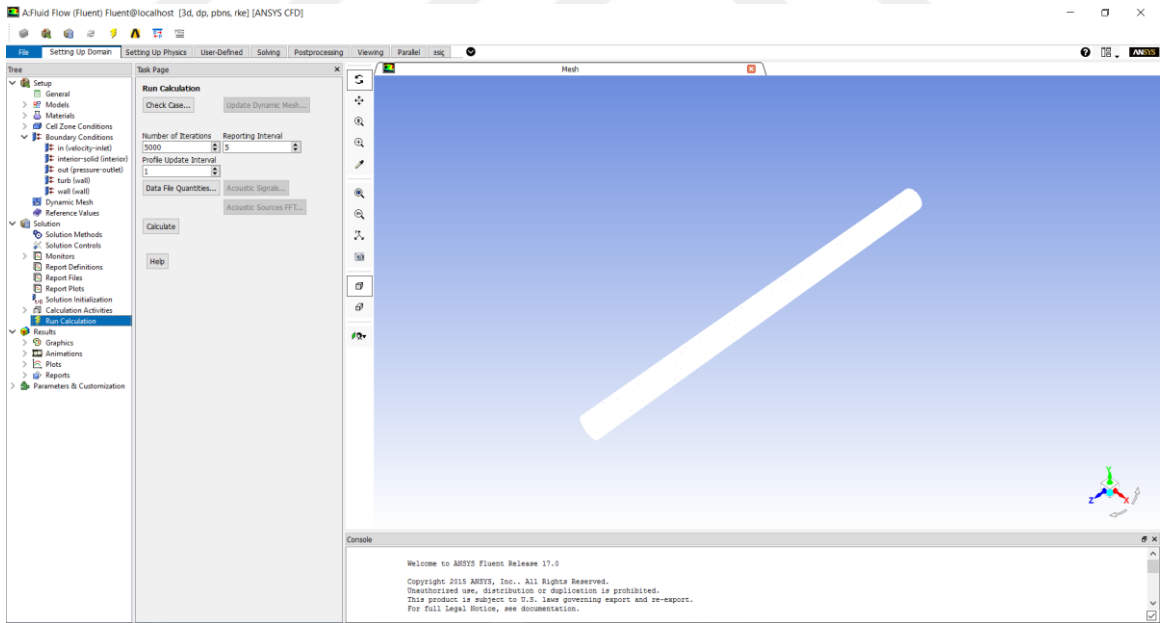 A:Fluid Flow (Fluent) Fluent@localhost [3d, dp, pbns, rke] [ANSYS CFD]
File Setting Up Domain Setting Up Physics User-Defined Solving Postprocessing Viewing Parallel
ANSYS
Tree
Setup
General
Models
Materials
Cell Zone Conditions
Boundary Conditions
in (velocity-inlet)
interior-solid (interior)
out (pressure-outlet)
turb (wall)
wall (wall)
Dynamic Mesh
Reference Values
Solution
Solution Methods
Solution Controls
Monitors
Report Definitions
Report Files
Report Plots
Solution Initialization
Calculation Activities
Run Calculation
Results
Graphics
Animations
Plots
Reports
Parameters & Customization
Task Page
Run Calculation
Check Case... Update Dynamic Mesh...
Number of Iterations Reporting Interval
5000 5
Profile Update Interval
1
Data File Quantities... Acoustic Signals...
Acoustic Sources FFT...
Calculate
Help
Mesh
Y
Z X
Console
Welcome to ANSYS Fluent Release 17.0
Copyright 2015 ANSYS, Inc.. All Rights Reserved.
Unauthorized use, distribution or duplication is prohibited.
This product is subject to U.S. laws governing export and re-export.
For full Legal Notice, see documentation.